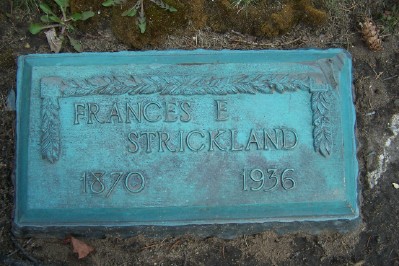 FRANCES E.
STRICKLAND
1870 1936